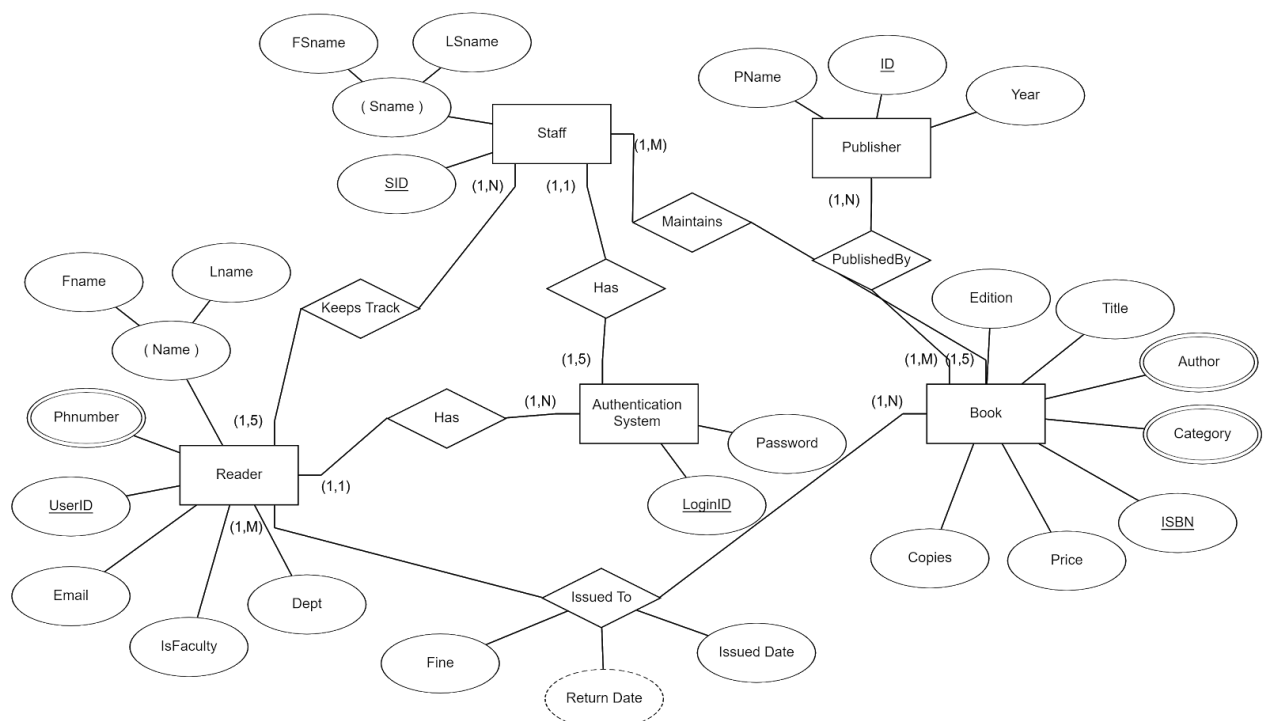 FSname
LSname
( Sname )
SID
Staff
PName
ID
Year
Publisher
(1,M)
(1,N)
(1,1)
(1,N)
Maintains
PublishedBy
Fname
Lname
( Name )
Keeps Track
Has
Edition
Title
Author
Category
(1,5)
(1,M)
(1,5)
Phnumber
(1,5)
Has
(1,N)
Authentication
System
(1,N)
Book
Password
Reader
(1,1)
UserID
(1,M)
LoginID
ISBN
Copies
Price
Email
IsFaculty
Dept
Issued To
Fine
Return Date
Issued Date